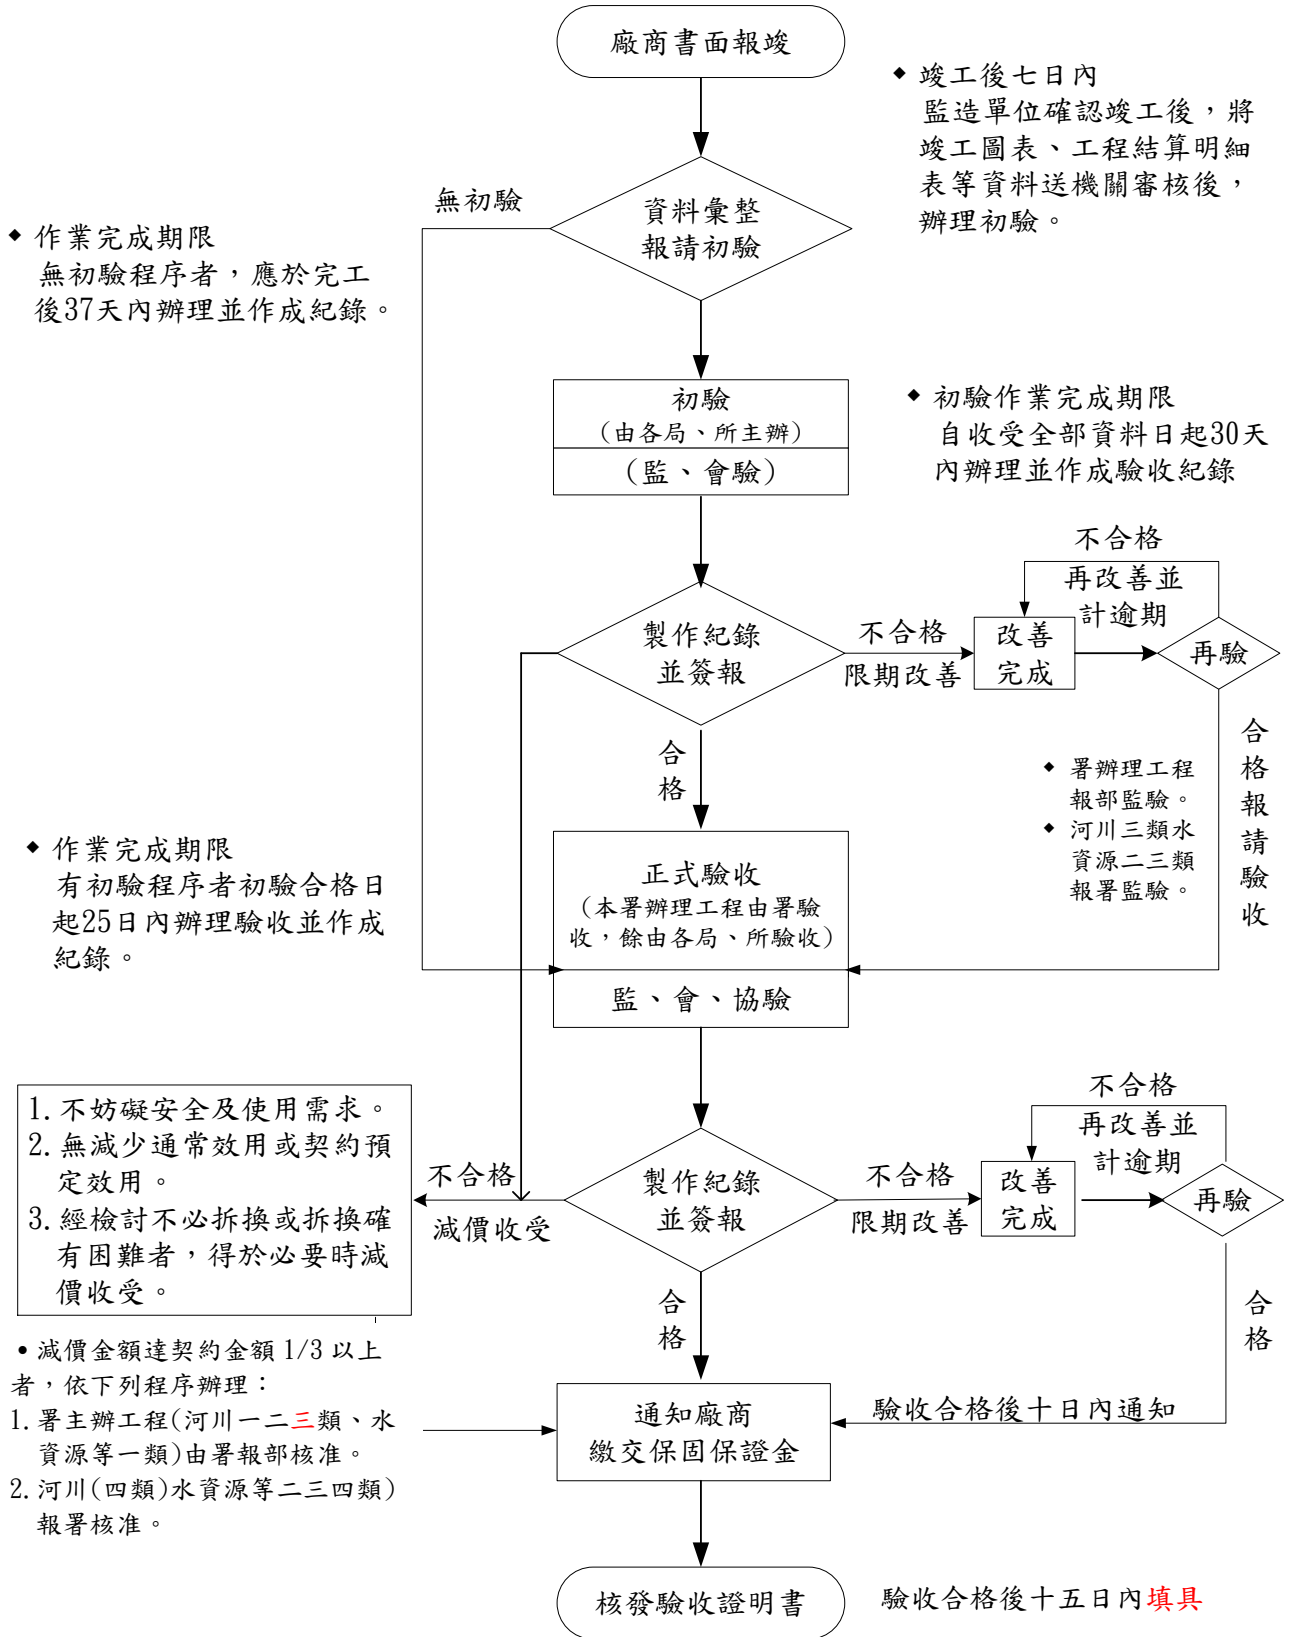 廠商書面報竣
◆ 竣工後七日內
監造單位確認竣工後，將
竣工圖表、工程結算明細
表等資料送機關審核後，
辦理初驗。
無初驗
資料彙整
報請初驗
◆ 作業完成期限
無初驗程序者，應於完工
後37天內辦理並作成紀錄。
初驗
（由各局、所主辦）
（監、會驗）
◆ 初驗作業完成期限
自收受全部資料日起30天
內辦理並作成驗收紀錄
不合格
再改善並
計逾期
製作紀錄
並簽報
不合格
限期改善
改善
完成
再驗
合格
合格報請驗收
◆ 署辦理工程
報部監驗。
◆ 河川三類水
資源二三類
報署監驗。
◆ 作業完成期限
有初驗程序者初驗合格日
起25日內辦理驗收並作成
紀錄。
正式驗收
（本署辦理工程由署驗
收，餘由各局、所驗收）
監、會、協驗
1. 不妨礙安全及使用需求。
2. 無減少通常效用或契約預
定效用。
3. 經檢討不必拆換或拆換確
有困難者，得於必要時減
價收受。
不合格
減價收受
製作紀錄
並簽報
不合格
限期改善
不合格
再改善並
計逾期
改善
完成
再驗
合格
合格
• 減價金額達契約金額 1/3 以上
者，依下列程序辦理：
1. 署主辦工程(河川一二三類、水
資源等一類)由署報部核准。
2. 河川(四類)水資源等二三四類)
報署核准。
通知廠商
繳交保固保證金
驗收合格後十日內通知
核發驗收證明書
驗收合格後十五日內填具